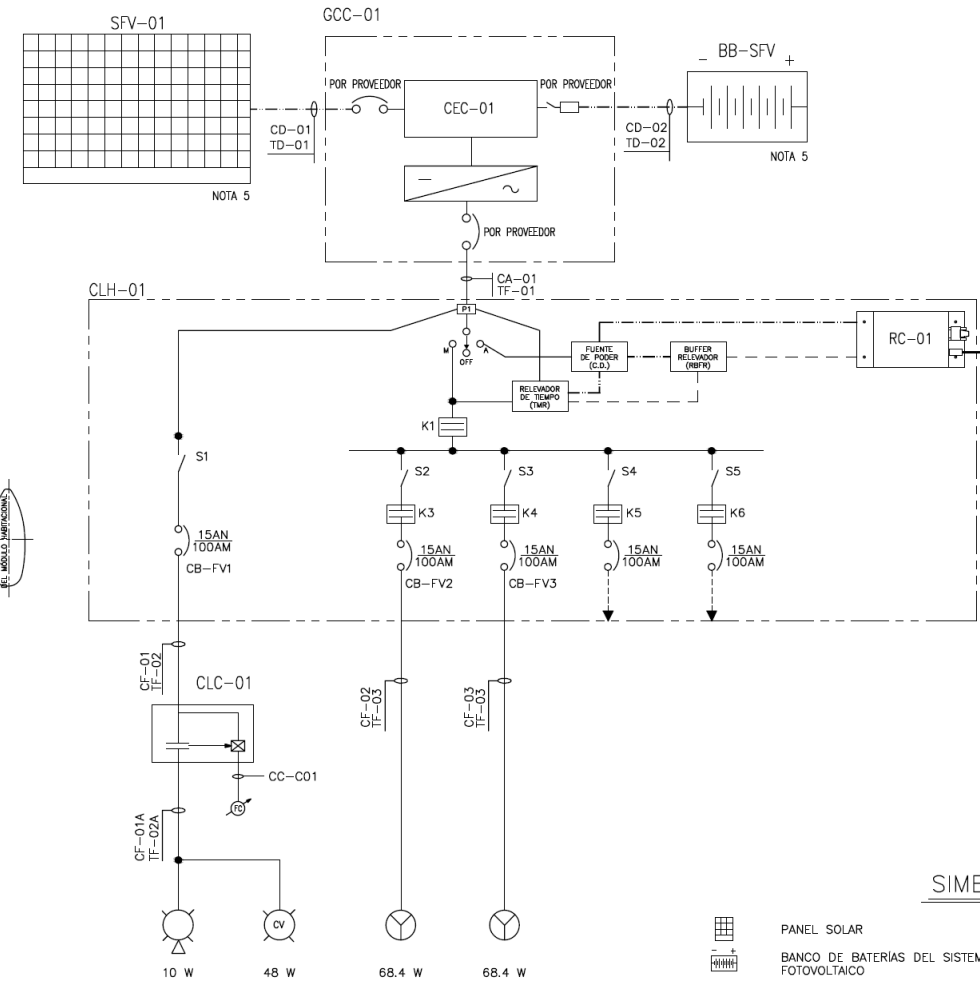 SFV-01
GCC-01
BB-SFV
- +
POR PROVEEDOR
CEC-01
POR PROVEEDOR
CD-01
TD-01
CD-02
TD-02
NOTA 5
NOTA 5
POR PROVEEDOR
CA-01
TF-01
CLH-01
P1
M
A
OFF
FUENTE
DE PODER
(C.D.)
BUFFER
RELEVADOR
(RBFR)
RC-01
RELEVADOR
DE TIEMPO
(TMR)
K1
S1
S2
S3
S4
S5
K3
K4
K5
K6
15AN
100AM
CB-FV1
15AN
100AM
CB-FV2
15AN
100AM
CB-FV3
15AN
100AM
15AN
100AM
DEL MÓDULO HABITACIONAL
CF-01
TF-02
CLC-01
CF-02
TF-03
CF-03
TF-03
CC-C01
FC
CF-01A
TF-02A
CV
10 W
48 W
68.4 W
68.4 W
SIMB
PANEL SOLAR
- +
BANCO DE BATERÍAS DEL SISTEM
FOTOVOLTAICO